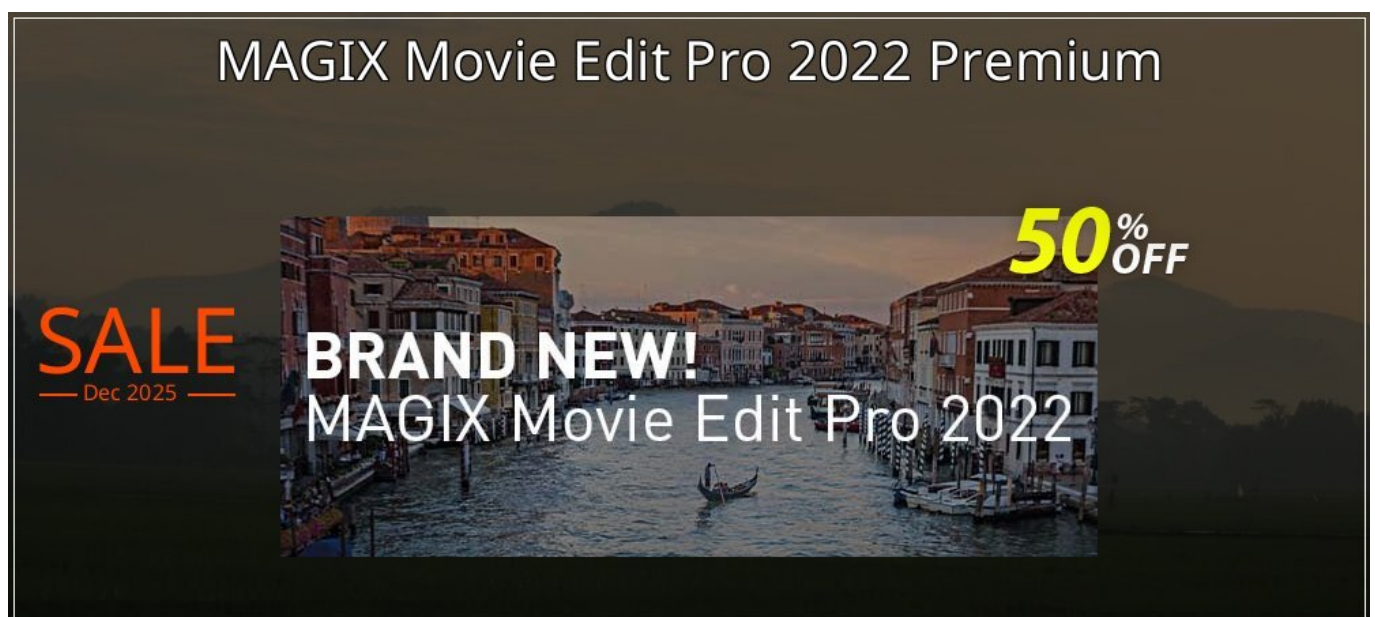 MAGIX Movie Edit Pro 2022 Premium
50% OFF
SALE
Dec 2025
BRAND NEW!
MAGIX Movie Edit Pro 2022